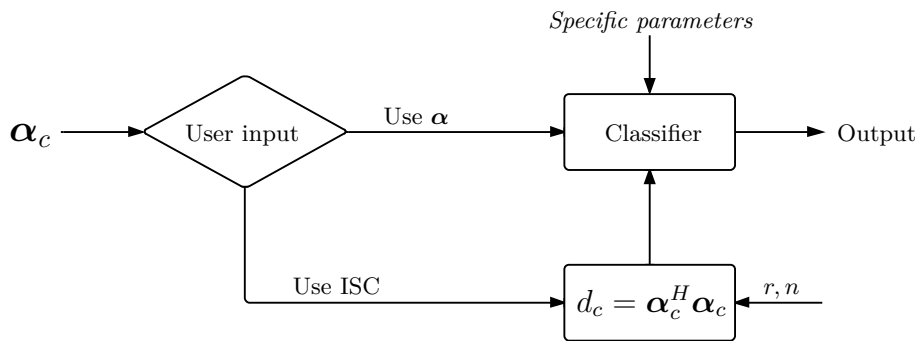 Specific parameters
𝜶_c
User input
Use 𝜶
Classifier
Output
Use ISC
d_c = 𝜶_c^H 𝜶_c
r, n